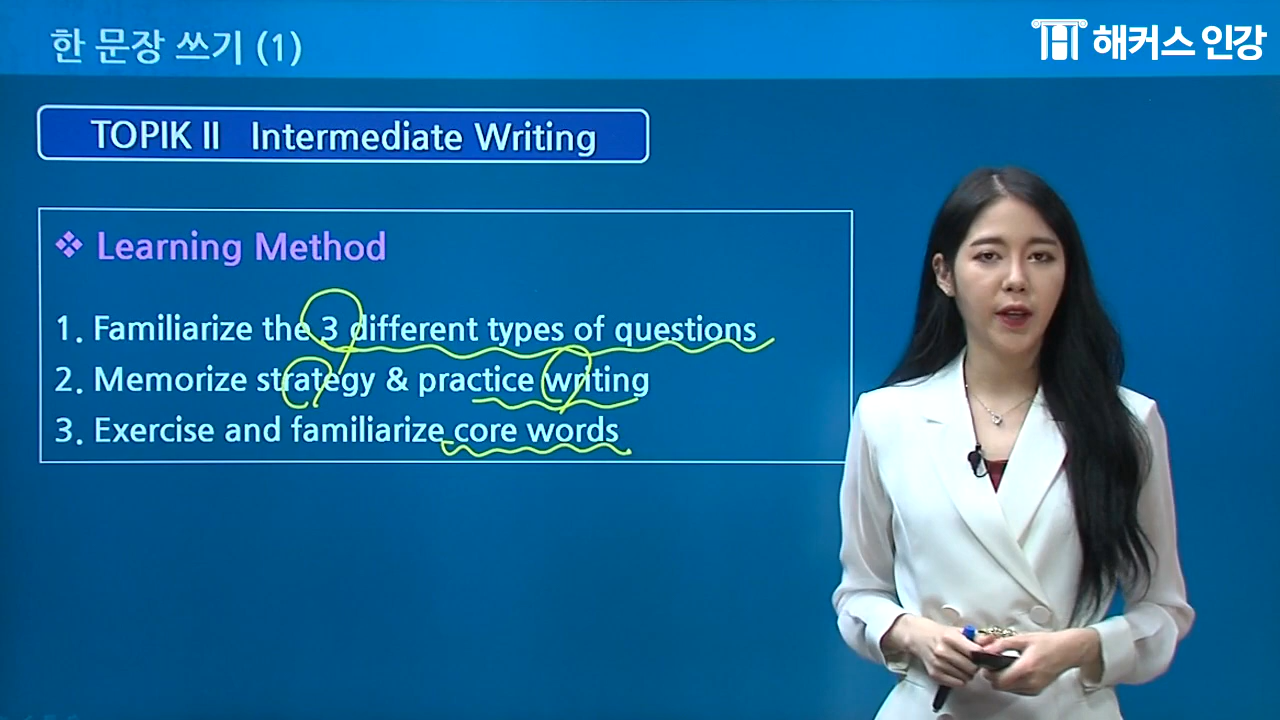 한 문장 쓰기 (1)
해커스 인강
TOPIK II Intermediate Writing
❖ Learning Method
1. Familiarize the 3 different types of questions
2. Memorize strategy & practice writing
3. Exercise and familiarize core words